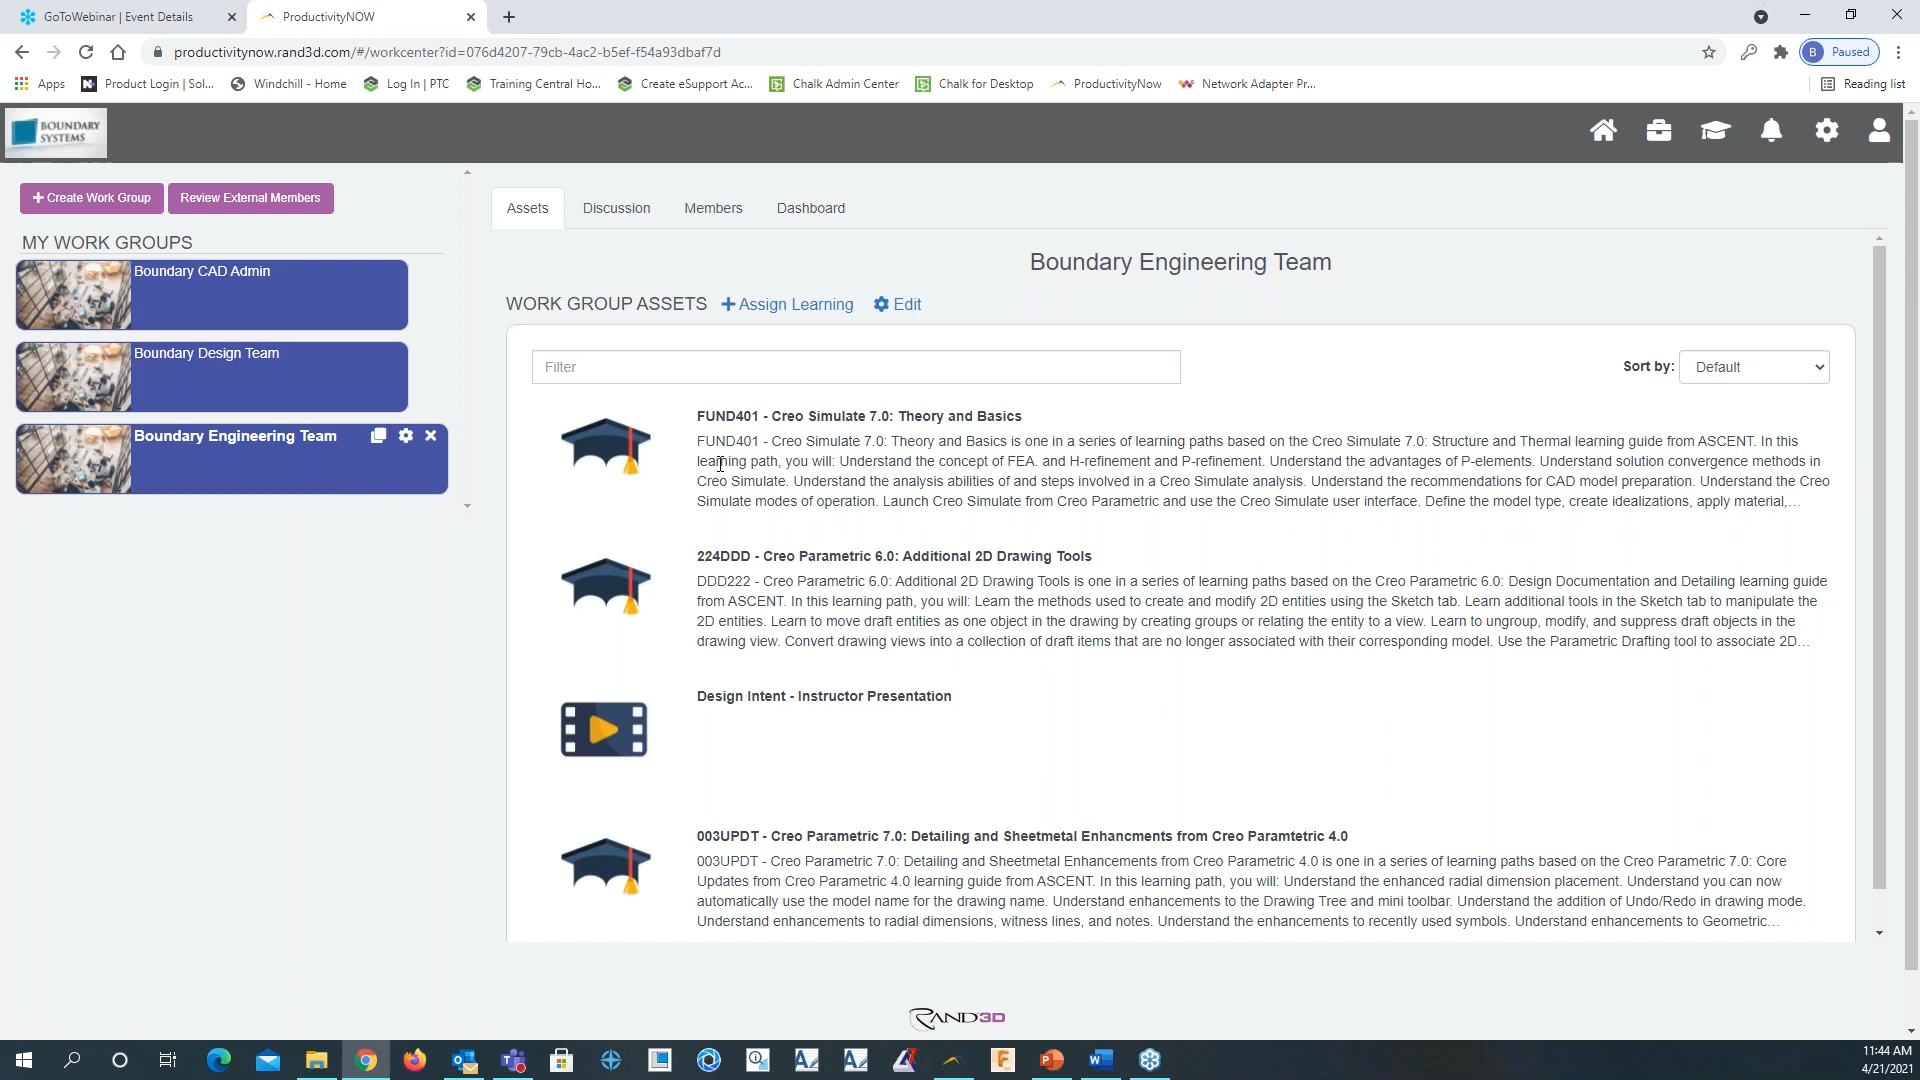 GoToWebinar | Event Details
ProductivityNOW
productivitynow.rand3d.com/#/workcenter?id=076d4207-79cb-4ac2-b5ef-f54a93dbaf7d
B Paused
Apps
Product Login | Sol...
Windchill - Home
Log In | PTC
Training Central Ho...
Create eSupport Ac...
Chalk Admin Center
Chalk for Desktop
ProductivityNow
Network Adapter Pr...
Reading list
BOUNDARY
SYSTEMS
Create Work Group
Review External Members
MY WORK GROUPS
Boundary CAD Admin
Boundary Design Team
Boundary Engineering Team
Assets
Discussion
Members
Dashboard
Boundary Engineering Team
WORK GROUP ASSETS
Assign Learning
Edit
Filter
Sort by:
Default
FUND401 - Creo Simulate 7.0: Theory and Basics
FUND401 - Creo Simulate 7.0: Theory and Basics is one in a series of learning paths based on the Creo Simulate 7.0: Structure and Thermal learning guide from ASCENT. In this
learning path, you will: Understand the concept of FEA. and H-refinement and P-refinement. Understand the advantages of P-elements. Understand solution convergence methods in
Creo Simulate. Understand the analysis abilities of and steps involved in a Creo Simulate analysis. Understand the recommendations for CAD model preparation. Understand the Creo
Simulate modes of operation. Launch Creo Simulate from Creo Parametric and use the Creo Simulate user interface. Define the model type, create idealizations, apply material,...
224DDD - Creo Parametric 6.0: Additional 2D Drawing Tools
DDD222 - Creo Parametric 6.0: Additional 2D Drawing Tools is one in a series of learning paths based on the Creo Parametric 6.0: Design Documentation and Detailing learning guide
from ASCENT. In this learning path, you will: Learn the methods used to create and modify 2D entities using the Sketch tab. Learn additional tools in the Sketch tab to manipulate the
2D entities. Learn to move draft entities as one object in the drawing by creating groups or relating the entity to a view. Learn to ungroup, modify, and suppress draft objects in the
drawing view. Convert drawing views into a collection of draft items that are no longer associated with their corresponding model. Use the Parametric Drafting tool to associate 2D...
Design Intent - Instructor Presentation
003UPDT - Creo Parametric 7.0: Detailing and Sheetmetal Enhancments from Creo Paramtetric 4.0
003UPDT - Creo Parametric 7.0: Detailing and Sheetmetal Enhancements from Creo Parametric 4.0 is one in a series of learning paths based on the Creo Parametric 7.0: Core
Updates from Creo Parametric 4.0 learning guide from ASCENT. In this learning path, you will: Understand the enhanced radial dimension placement. Understand you can now
automatically use the model name for the drawing name. Understand enhancements to the Drawing Tree and mini toolbar. Understand the addition of Undo/Redo in drawing mode.
Understand enhancements to radial dimensions, witness lines, and notes. Understand the enhancements to recently used symbols. Understand enhancements to Geometric...
RAND3D
11:44 AM
4/21/2021